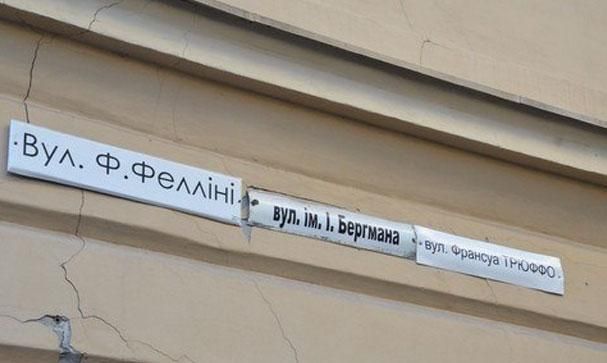 Вул. Ф. Фелліні
вул. ім. І. Бергмана
вул. Франсуа ТРЮФФО